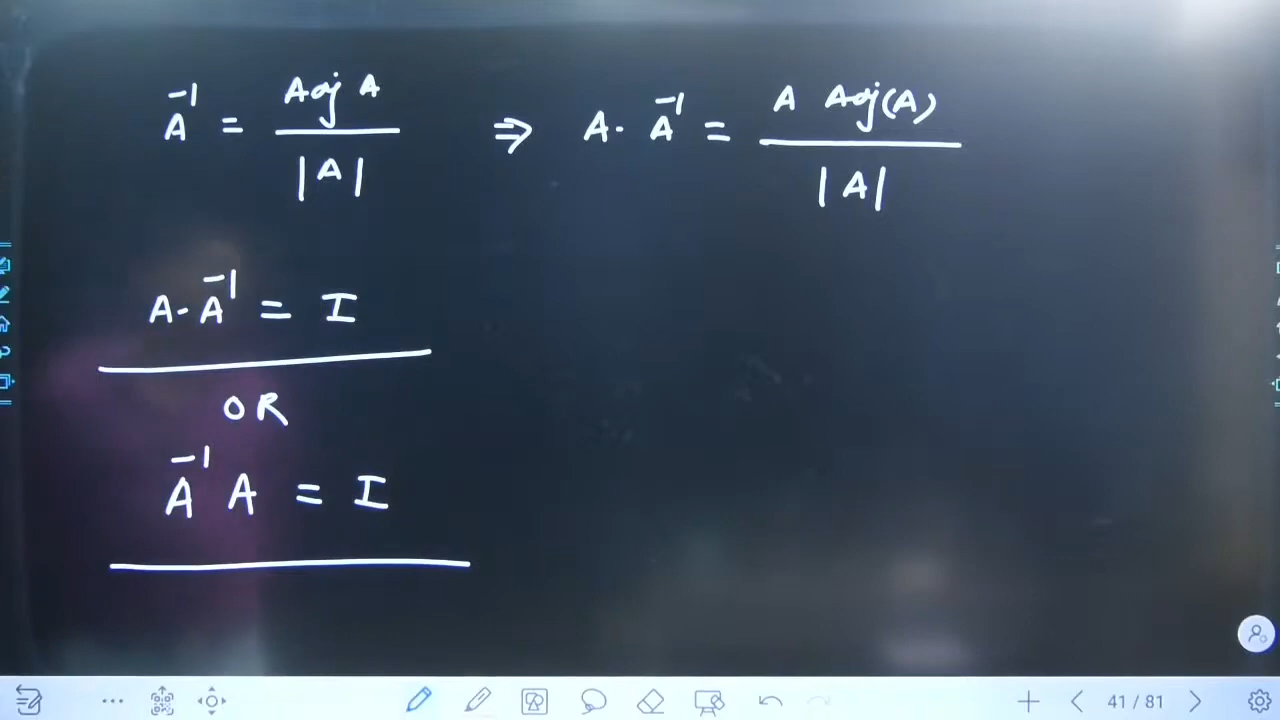 A⁻¹ = Adj A / |A| ⇒ A · A⁻¹ = A Adj(A) / |A|
A · A⁻¹ = I
OR
A⁻¹ A = I
41 / 81